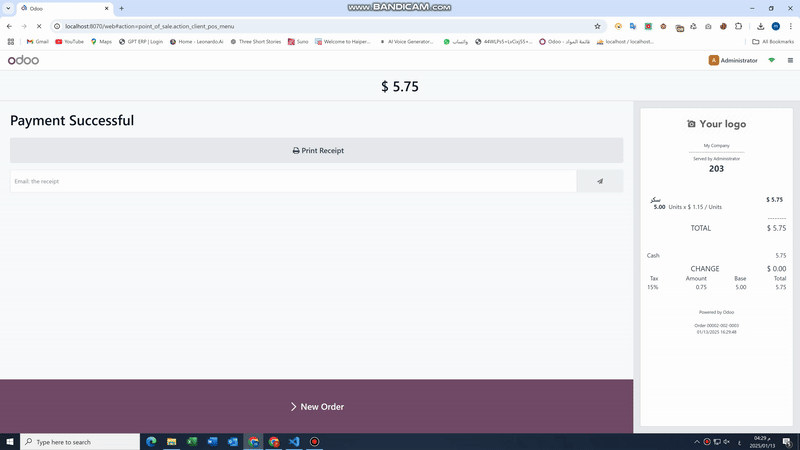 WWW.BANDICAM.COM
Odoo
localhost:8070/web#action=point_of_sale.action_client_pos_menu
Gmail
YouTube
Maps
GPT ERP | Login
Home - Leonardo.Ai
Three Short Stories
Suno
Welcome to Haiper...
AI Voice Generator...
واتساب
قائمة المواد - Odoo
localhost / localhost...
All Bookmarks
odoo
A Administrator
$ 5.75
Payment Successful
Print Receipt
Email: the receipt
New Order
Your logo
My Company
Served by Administrator
203
سكر $ 5.75
5.00 Units x $ 1.15 / Units
--------
TOTAL $ 5.75
Cash 5.75
CHANGE $ 0.00
Tax Amount Base Total
15% 0.75 5.00 5.75
Powered by Odoo
Order 00002-002-0003
01/13/2025 16:29:48
Type here to search
04:29 م
2025/01/13